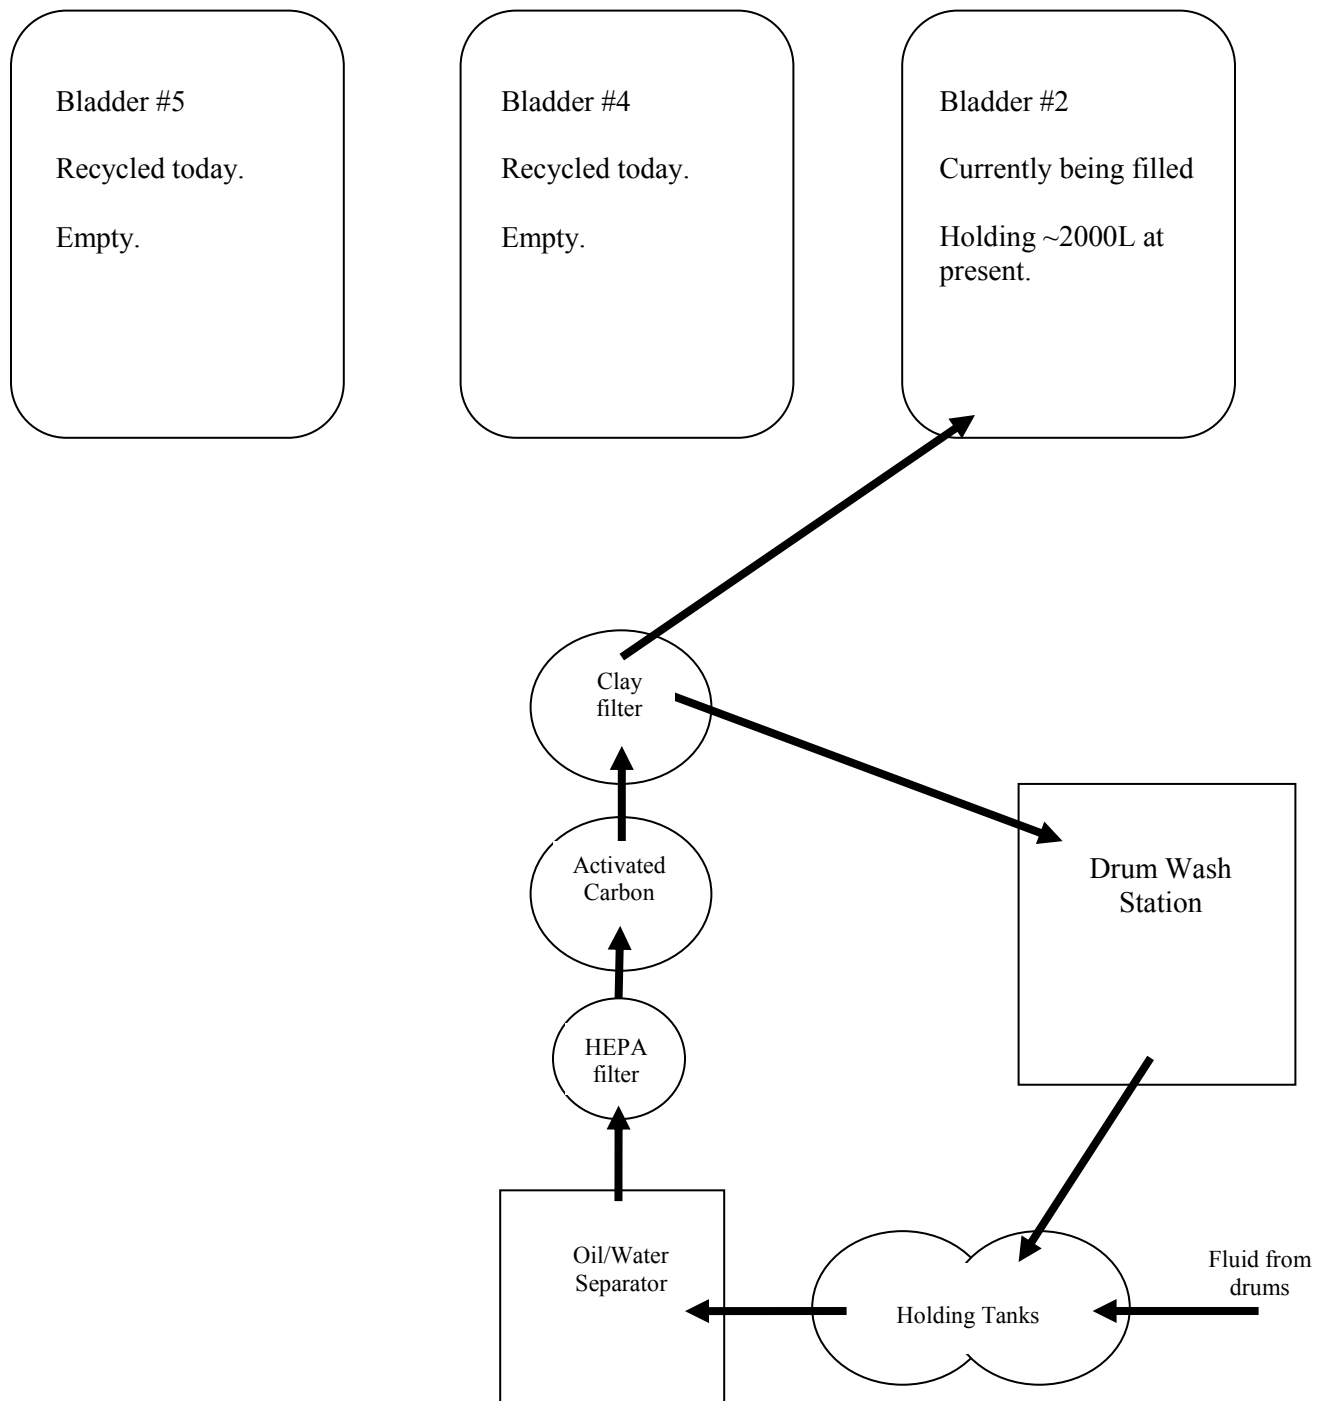 Bladder #5
Recycled today.
Empty.
Bladder #4
Recycled today.
Empty.
Bladder #2
Currently being filled
Holding ~2000L at
present.
Clay
filter
Activated
Carbon
Drum Wash
Station
HEPA
filter
Oil/Water
Separator
Holding Tanks
Fluid from
drums